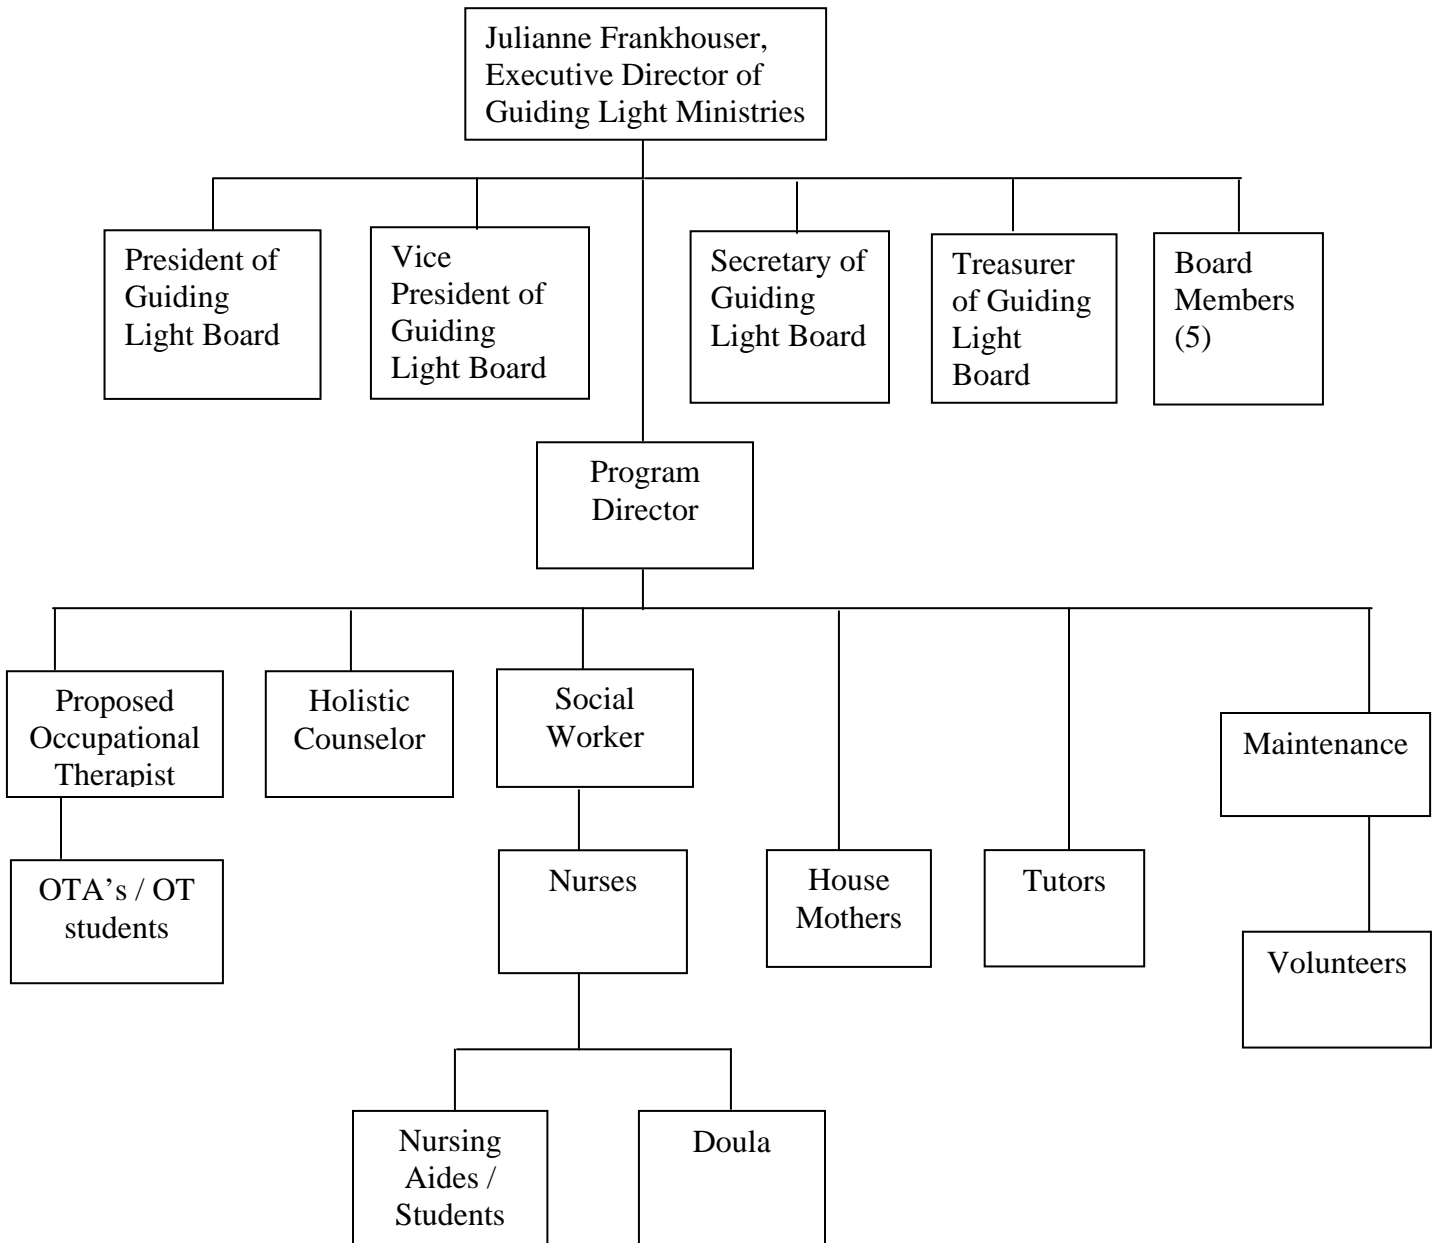 Julianne Frankhouser,
Executive Director of
Guiding Light Ministries
President of
Guiding
Light Board
Vice
President of
Guiding
Light Board
Secretary of
Guiding
Light Board
Treasurer
of Guiding
Light
Board
Board
Members
(5)
Program
Director
Proposed
Occupational
Therapist
Holistic
Counselor
Social
Worker
Maintenance
OTA's / OT
students
Nurses
House
Mothers
Tutors
Volunteers
Nursing
Aides /
Students
Doula